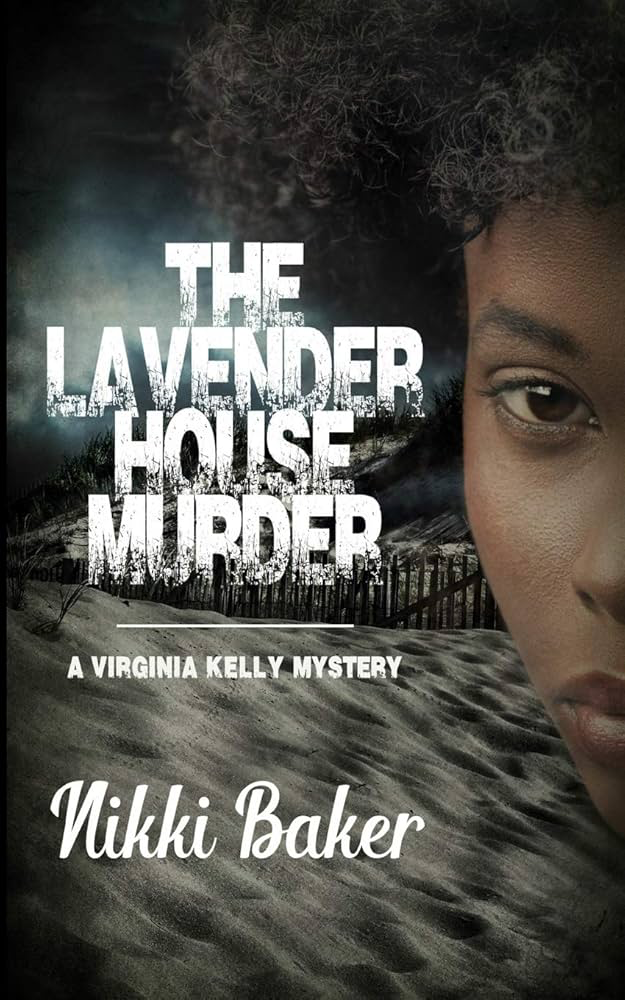 THE
LAVENDER
HOUSE
MURDER
A VIRGINIA KELLY MYSTERY
Nikki Baker